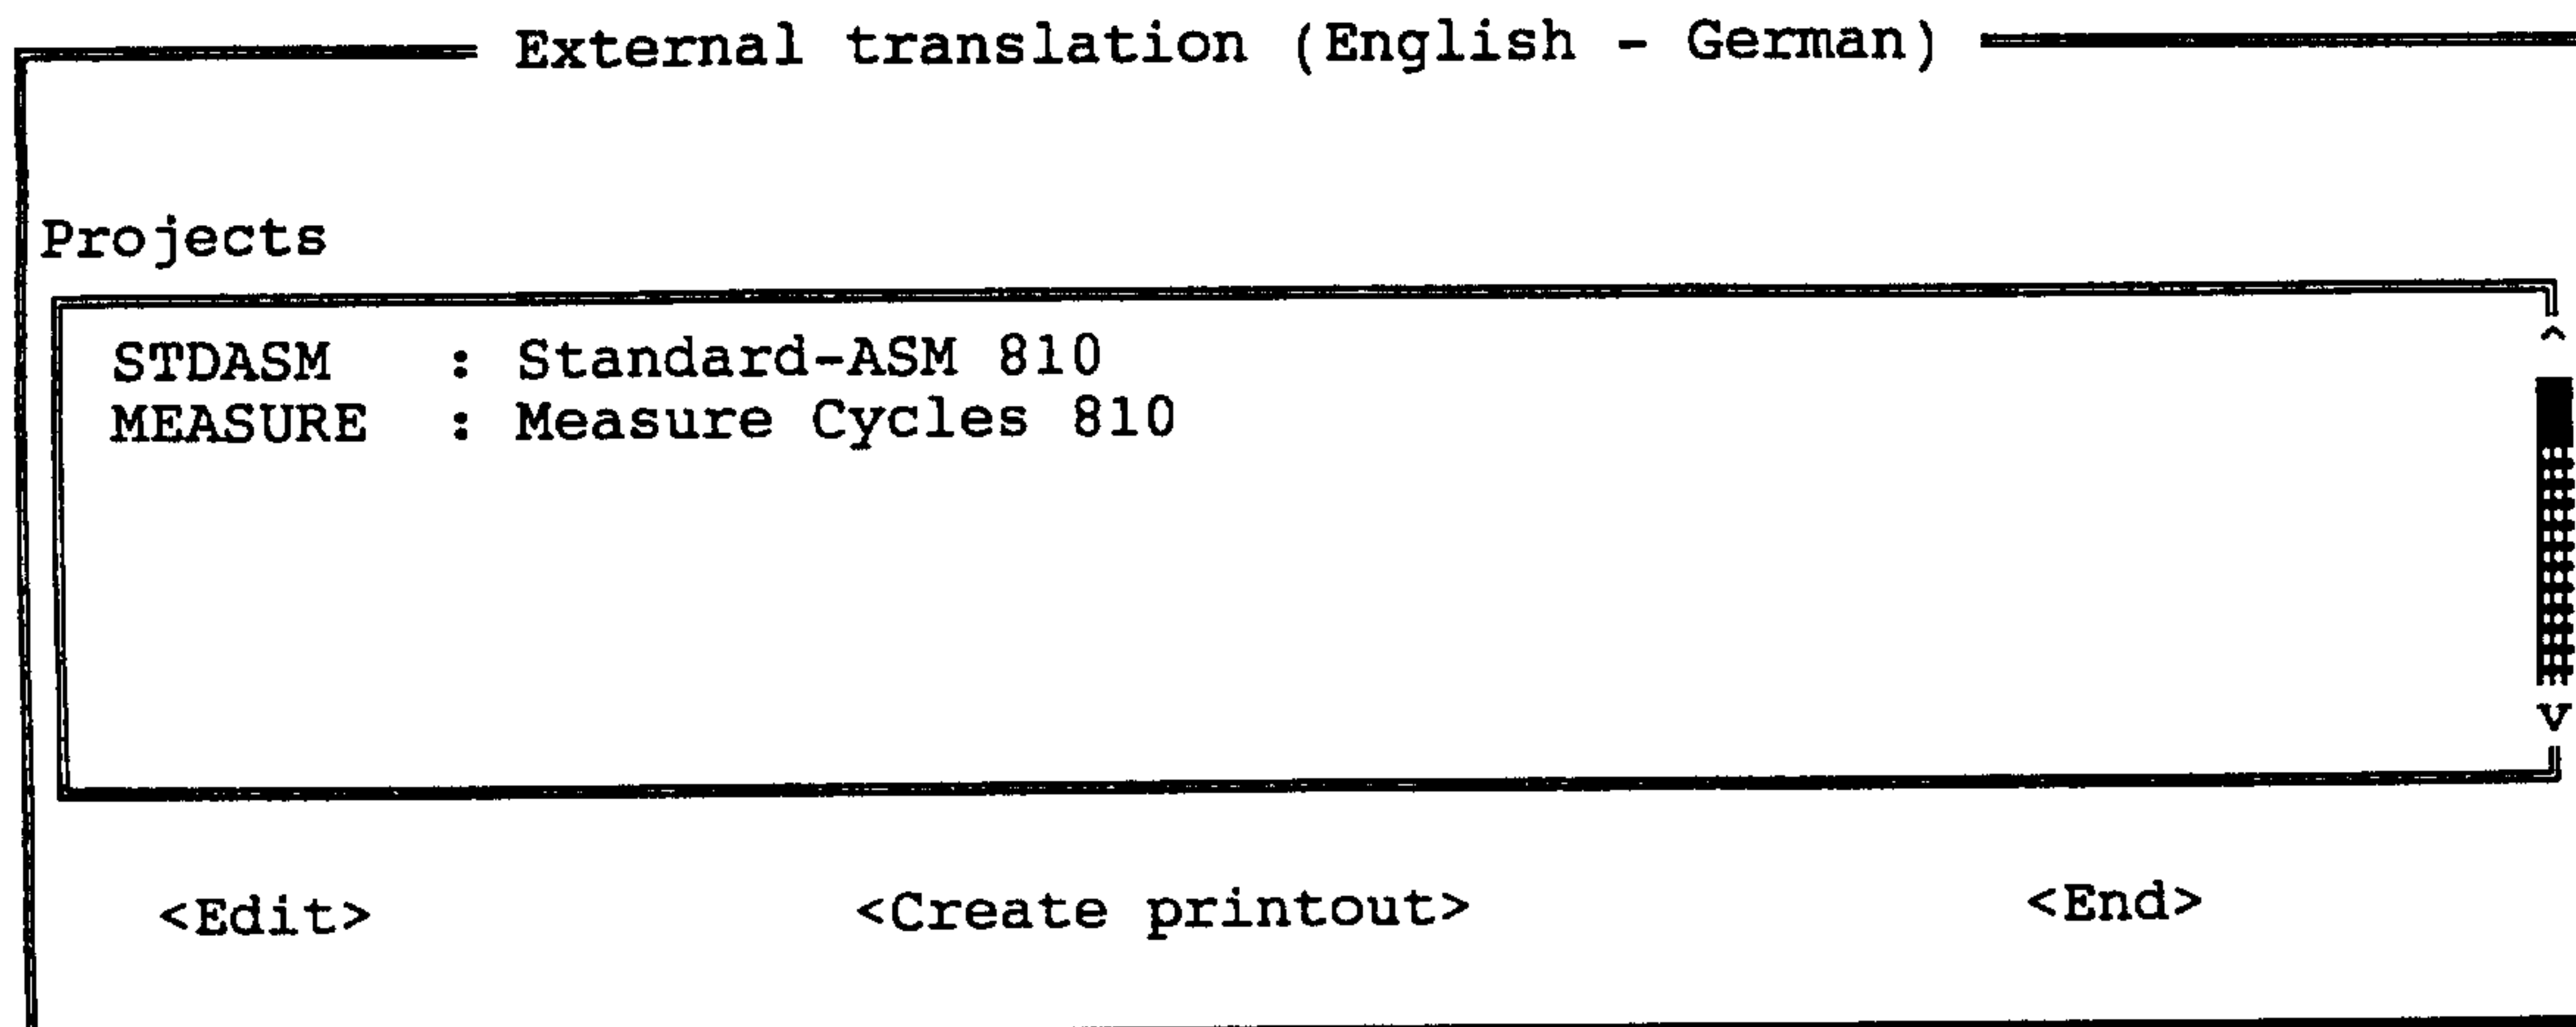 External translation (English - German)
Projects
STDASM : Standard-ASM 810
MEASURE : Measure Cycles 810
^
v
<Edit> <Create printout> <End>